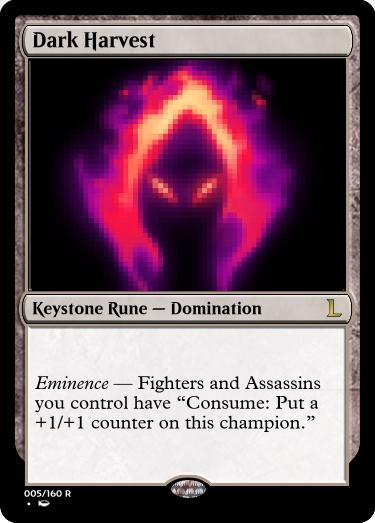 Dark Harvest
Keystone Rune — Domination
L
Eminence — Fighters and Assassins
you control have “Consume: Put a
+1/+1 counter on this champion.”
005/160 R